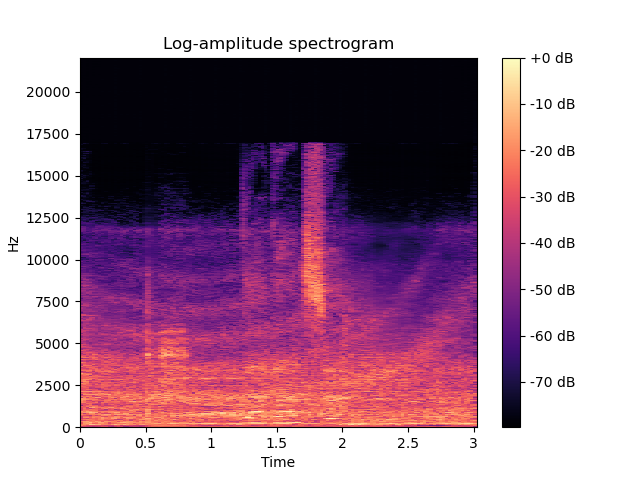 Log-amplitude spectrogram
20000
17500
15000
12500
10000
7500
5000
2500
0
Hz
0 0.5 1 1.5 2 2.5 3
Time
+0 dB
-10 dB
-20 dB
-30 dB
-40 dB
-50 dB
-60 dB
-70 dB